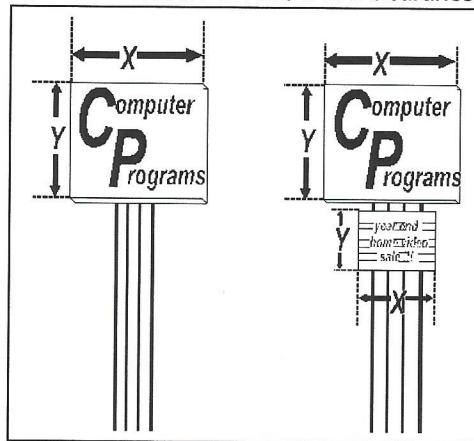 X
Y
Computer
Programs
X
Y
Computer
Programs
Y
year end
home video
sale!!
X